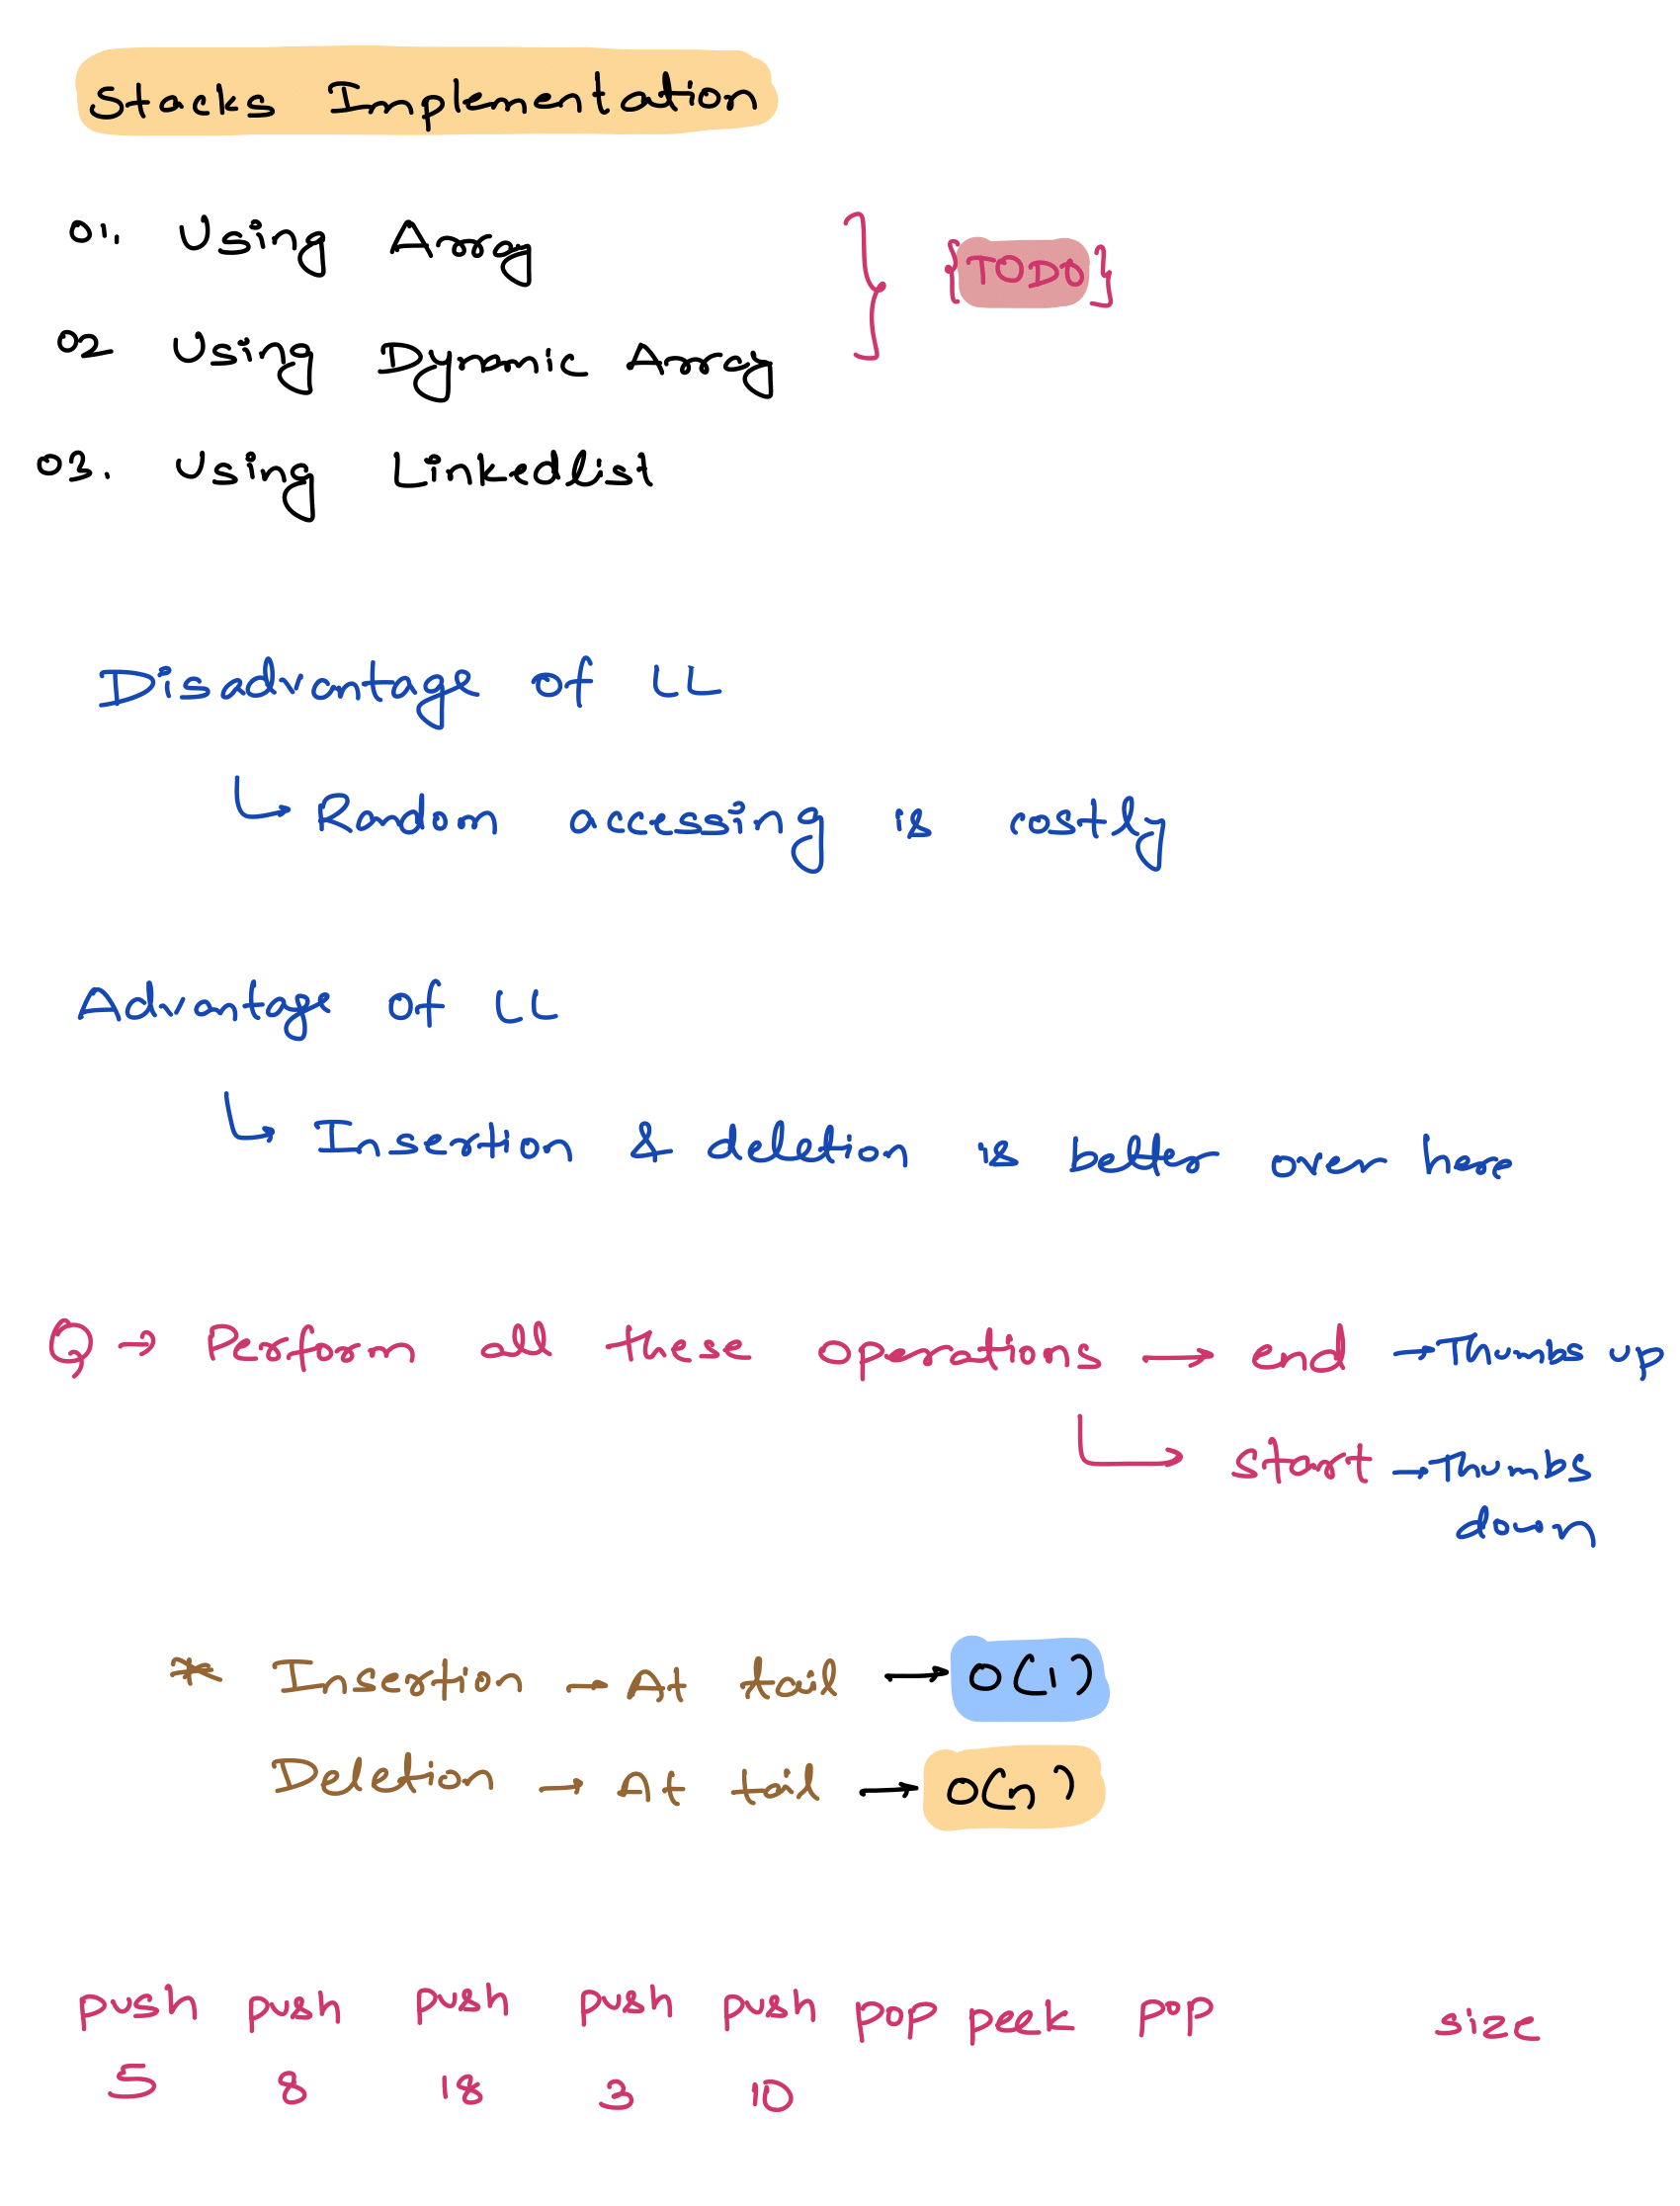 Stacks Implementation
01. Using Array
{TODO}
02 Using Dynamic Array
03. Using Linkedlist
Disadvantage of LL
↳ Random accessing is costly
Advantage of LL
↳ Insertion & deletion is better over here
Q → Perform all these operations → end → Thumbs up
↳ start → Thumbs
down
* Insertion → At tail → O(1)
Deletion → At tail → O(n)
push push push push push pop peek pop size
5 8 18 3 10